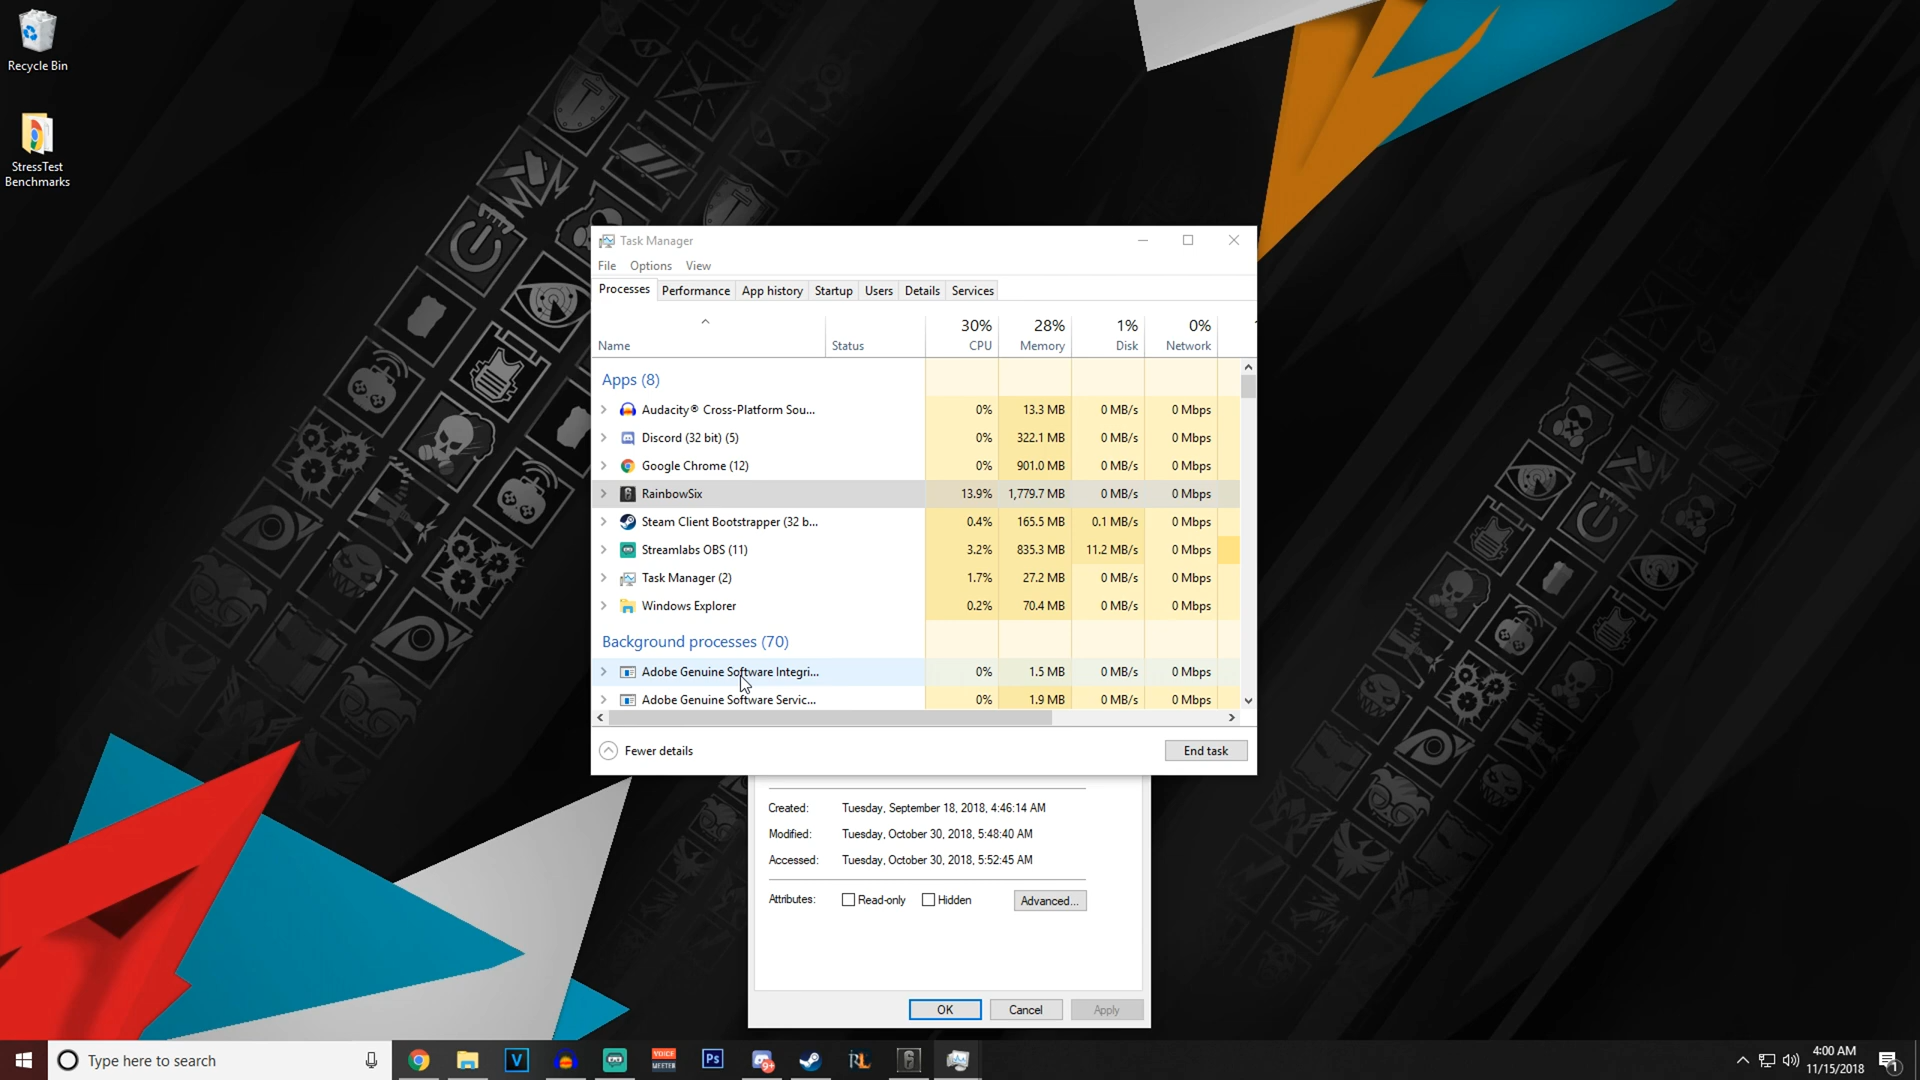 Recycle Bin
StressTest
Benchmarks
Task Manager
File Options View
Processes Performance App history Startup Users Details Services
30% 28% 1% 0%
Name Status CPU Memory Disk Network
Apps (8)
Audacity® Cross-Platform Sou... 0% 13.3 MB 0 MB/s 0 Mbps
Discord (32 bit) (5) 0% 322.1 MB 0 MB/s 0 Mbps
Google Chrome (12) 0% 901.0 MB 0 MB/s 0 Mbps
RainbowSix 13.9% 1,779.7 MB 0 MB/s 0 Mbps
Steam Client Bootstrapper (32 b... 0.4% 165.5 MB 0.1 MB/s 0 Mbps
Streamlabs OBS (11) 3.2% 835.3 MB 11.2 MB/s 0 Mbps
Task Manager (2) 1.7% 27.2 MB 0 MB/s 0 Mbps
Windows Explorer 0.2% 70.4 MB 0 MB/s 0 Mbps
Background processes (70)
Adobe Genuine Software Integri... 0% 1.5 MB 0 MB/s 0 Mbps
Adobe Genuine Software Servic... 0% 1.9 MB 0 MB/s 0 Mbps
Fewer details End task
Created: Tuesday, September 18, 2018, 4:46:14 AM
Modified: Tuesday, October 30, 2018, 5:48:40 AM
Accessed: Tuesday, October 30, 2018, 5:52:45 AM
Attributes: Read-only Hidden Advanced...
OK Cancel Apply
Type here to search
V
VOICE
MEETER
Ps
9+
RL
6
4:00 AM
11/15/2018
1